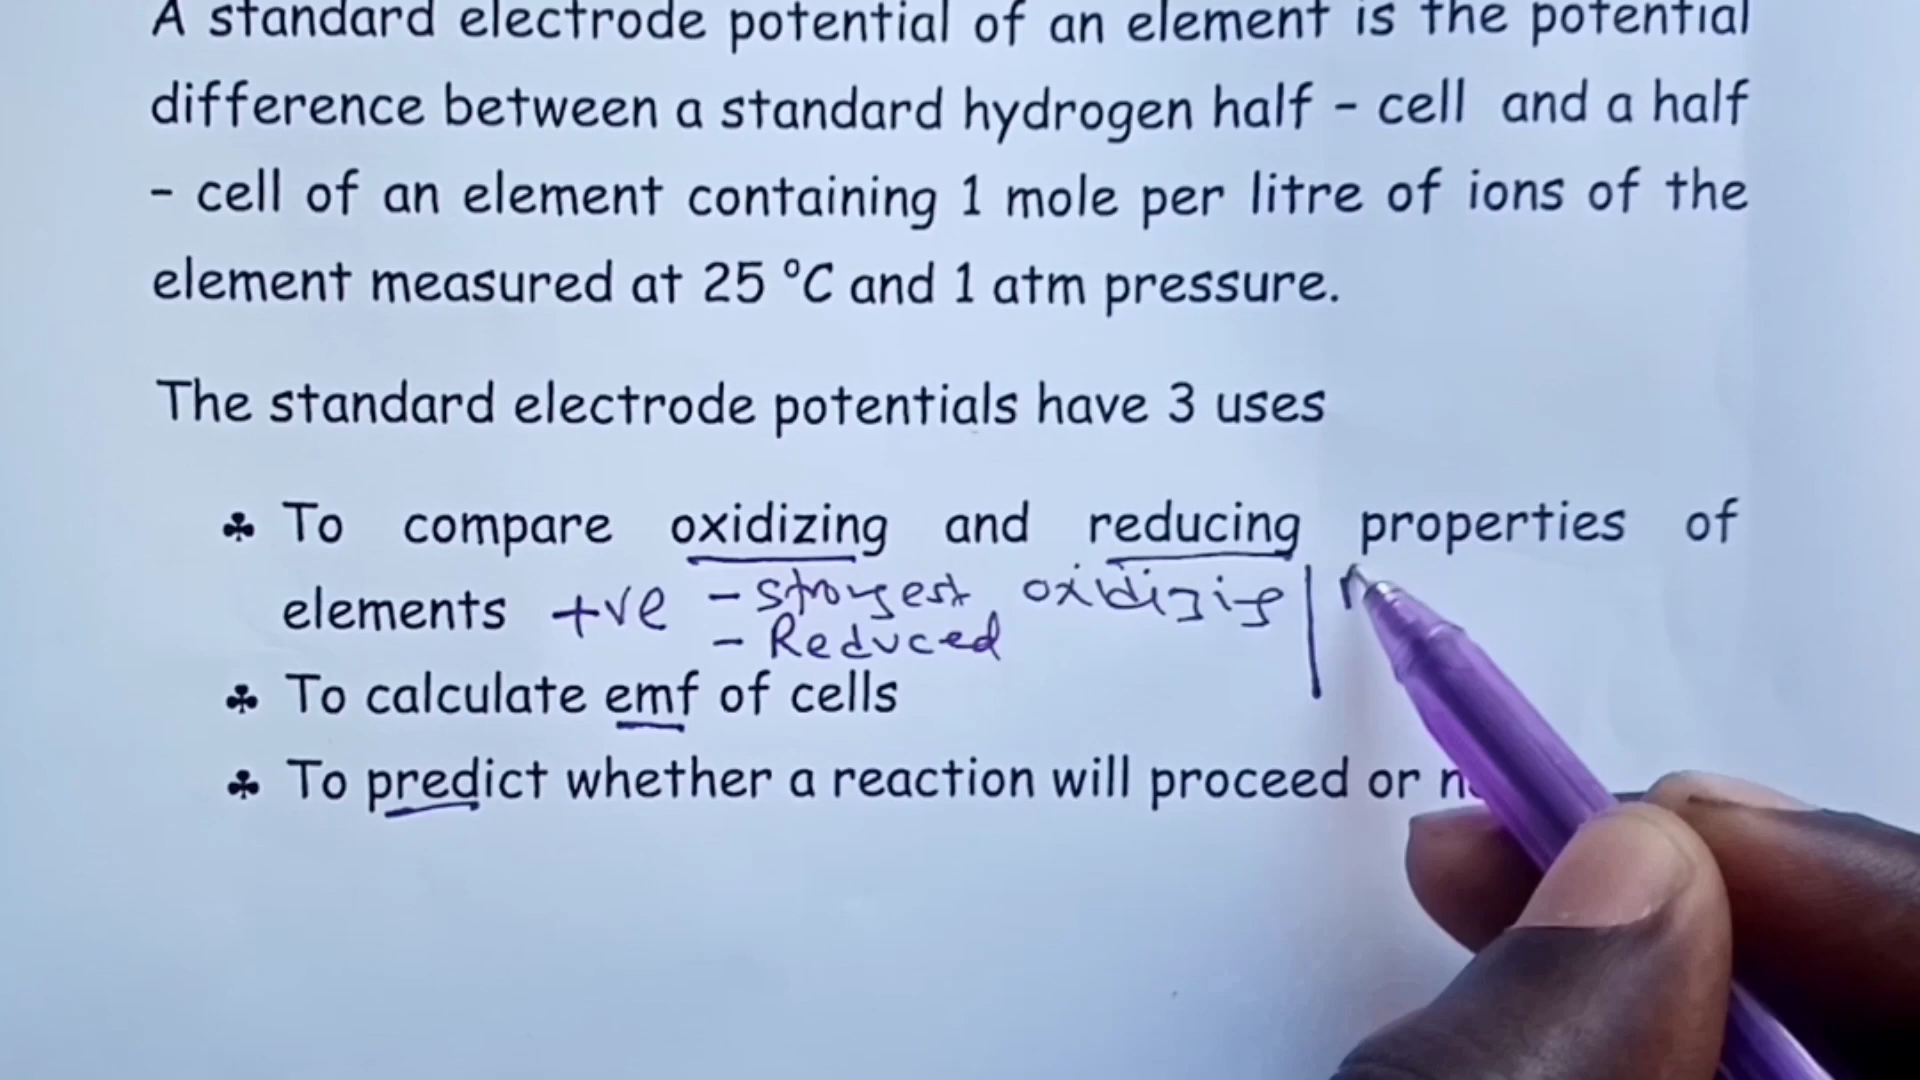 A standard electrode potential of an element is the potential
difference between a standard hydrogen half - cell and a half
- cell of an element containing 1 mole per litre of ions of the
element measured at 25 °C and 1 atm pressure.
The standard electrode potentials have 3 uses
♣ To compare oxidizing and reducing properties of
elements +ve - strongest oxidizing
- Reduced
♣ To calculate emf of cells
♣ To predict whether a reaction will proceed or